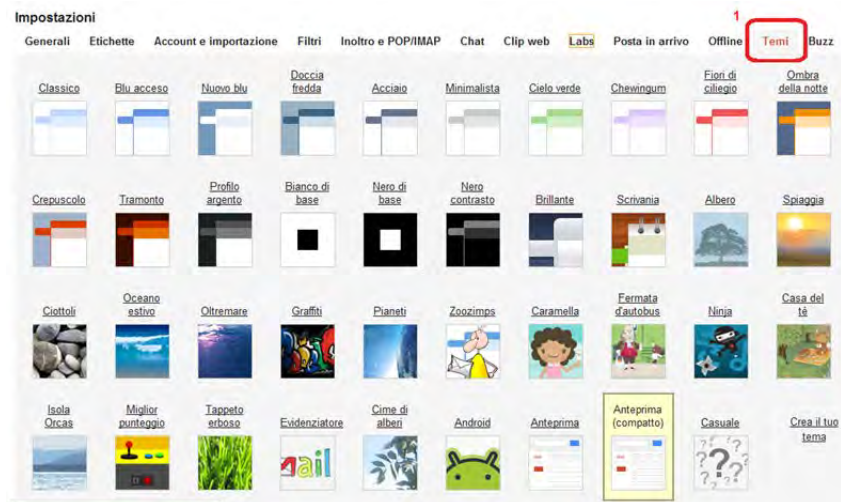 Impostazioni
1
Generali Etichette Account e importazione Filtri Inoltro e POP/IMAP Chat Clip web Labs Posta in arrivo Offline Temi Buzz
Classico Blu acceso Nuovo blu Doccia fredda Acciaio Minimalista Cielo verde Chewingum Fiori di ciliegio Ombra della notte
Crepuscolo Tramonto Profilo argento Bianco di base Nero di base Nero contrasto Brillante Scrivania Albero Spiaggia
Ciottoli Oceano estivo Oltremare Graffiti Pianeti Zoozimps Caramella Fermata d'autobus Ninja Casa del tè
Isola Orcas Miglior punteggio Tappeto erboso Evidenziatore Cime di alberi Android Anteprima Anteprima (compatto) Casuale Crea il tuo tema
mail